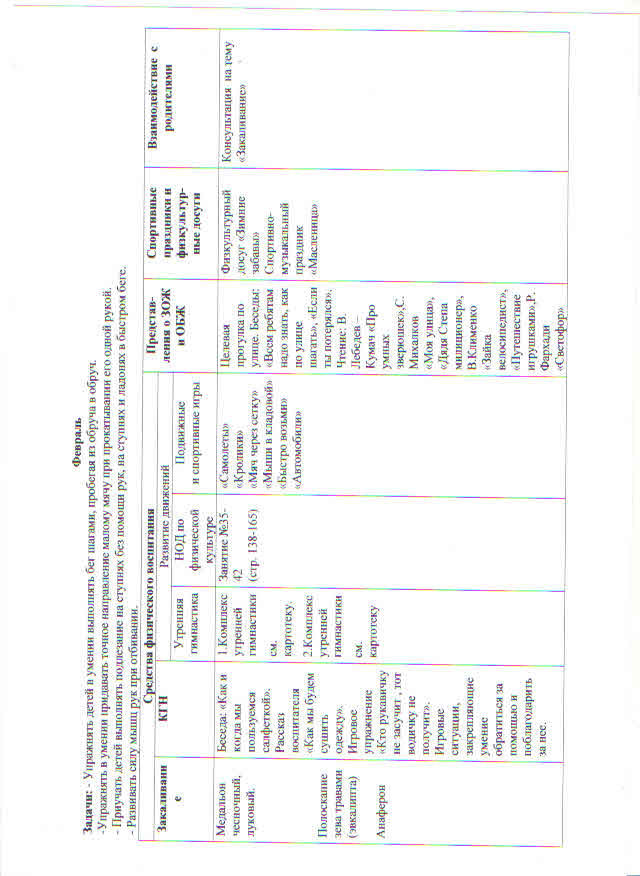 Февраль
Задачи: - Упражнять детей в умении выполнять бег шагами, пробегая из обруча в обруч.
-Упражнять в умении придавать точное направление малому мячу при прокатывании его одной рукой.
- Приучать детей выполнять подлезание на ступнях без помощи рук, на ступнях и ладонях в быстром беге.
- Развивать силу мышц рук при отбивании.
Средства физического воспитания
Закаливани
е
КГН
Развитие движений
Утренняя
гимнастика
НОД по
физической
культуре
Подвижные
и спортивные игры
Представ-
ления о ЗОЖ
и ОБЖ
Спортивные
праздники и
физкультур-
ные досуги
Взаимодействие с
родителями
Медальон
чесночный,
луковый.
Полоскание
зева травами
(эвкалипта)
Анаферон
Беседа: «Как и
когда мы
пользуемся
салфеткой».
Рассказ
воспитателя
«Как мы будем
сушить
одежду».
Игровое
упражнение
«Кто рукавичку
не засучит , тот
водичку не
получит».
Игровые
ситуации,
закрепляющие
умение
обратиться за
помощью и
поблагодарить
за нее.
1.Комплекс
утренней
гимнастики
см.
картотеку.
2.Комплекс
утренней
гимнастики
см.
картотеку
Занятие №35-
42
(стр. 138-165)
«Самолеты»
«Кролики»
«Мяч через сетку»
«Мыши в кладовой»
«Быстро возьми»
«Автомобили»
Целевая
прогулка по
улице. Беседы:
«Всем ребятам
надо знать, как
по улице
шагать», «Если
ты потерялся».
Чтение: В.
Лебедев –
Кумач «Про
умных
зверюшек»,С.
Михалков
«Моя улица»,
«Дядя Степа
милиционер»,
В.Клименко
«Зайка
велосипедист»,
«Путешествие
игрушками»,Р.
Фархади
«Светофор»
Физкультурный
досуг «Зимние
забавы»
Спортивно-
музыкальный
праздник
«Масленица»
Консультация на тему
«Закаливание»